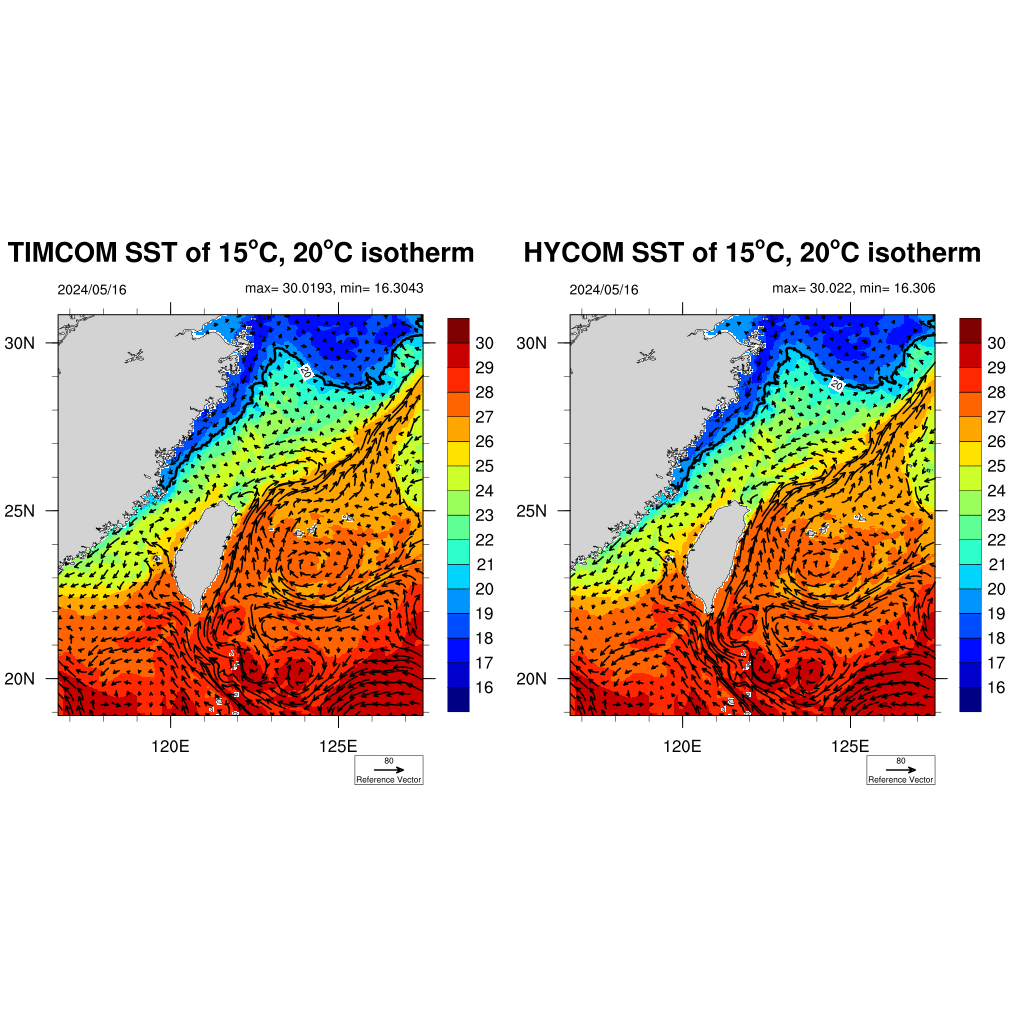 TIMCOM SST of 15°C, 20°C isotherm
2024/05/16
max= 30.0193, min= 16.3043
30N
25N
20N
120E
125E
20
30
29
28
27
26
25
24
23
22
21
20
19
18
17
16
80
Reference Vector
HYCOM SST of 15°C, 20°C isotherm
2024/05/16
max= 30.022, min= 16.306
30N
25N
20N
120E
125E
20
30
29
28
27
26
25
24
23
22
21
20
19
18
17
16
80
Reference Vector